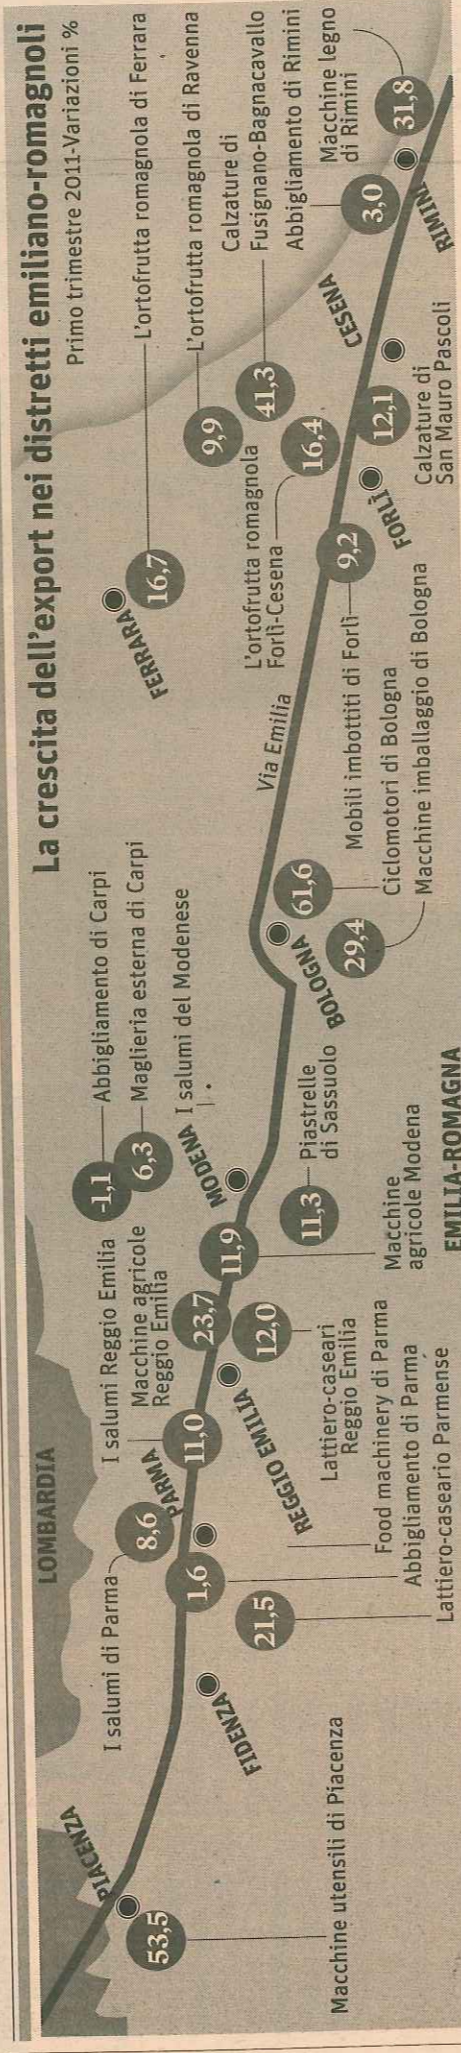 La crescita dell'export nei distretti emiliano-romagnoli
Primo trimestre 2011-Variazioni %
LOMBARDIA
PIACENZA
53,5
Macchine utensili di Piacenza
FIDENZA
I salumi di Parma
8,6
PARMA
1,6
21,5
Food machinery di Parma
Abbigliamento di Parma
Lattiero-caseario Parmense
I salumi Reggio Emilia
11,0
Macchine agricole
Reggio Emilia
23,7
REGGIO EMILIA
12,0
Lattiero-caseari
Reggio Emilia
-1,1
Abbigliamento di Carpi
6,3
Maglieria esterna di Carpi
MODENA
I salumi del Modenese
11,9
Macchine
agricole Modena
11,3
Piastrelle
di Sassuolo
EMILIA-ROMAGNA
BOLOGNA
61,6
Ciclomotori di Bologna
29,4
Macchine imballaggio di Bologna
Via Emilia
FERRARA
16,7
L'ortofrutta romagnola di Ferrara
9,9
L'ortofrutta romagnola di Ravenna
41,3
Calzature di
Fusignano-Bagnacavallo
L'ortofrutta romagnola
Forlì-Cesena
16,4
9,2
Mobili imbottiti di Forlì
FORLÌ
12,1
Calzature di
San Mauro Pascoli
CESENA
3,0
Abbigliamento di Rimini
31,8
Macchine legno
di Rimini
RIMINI